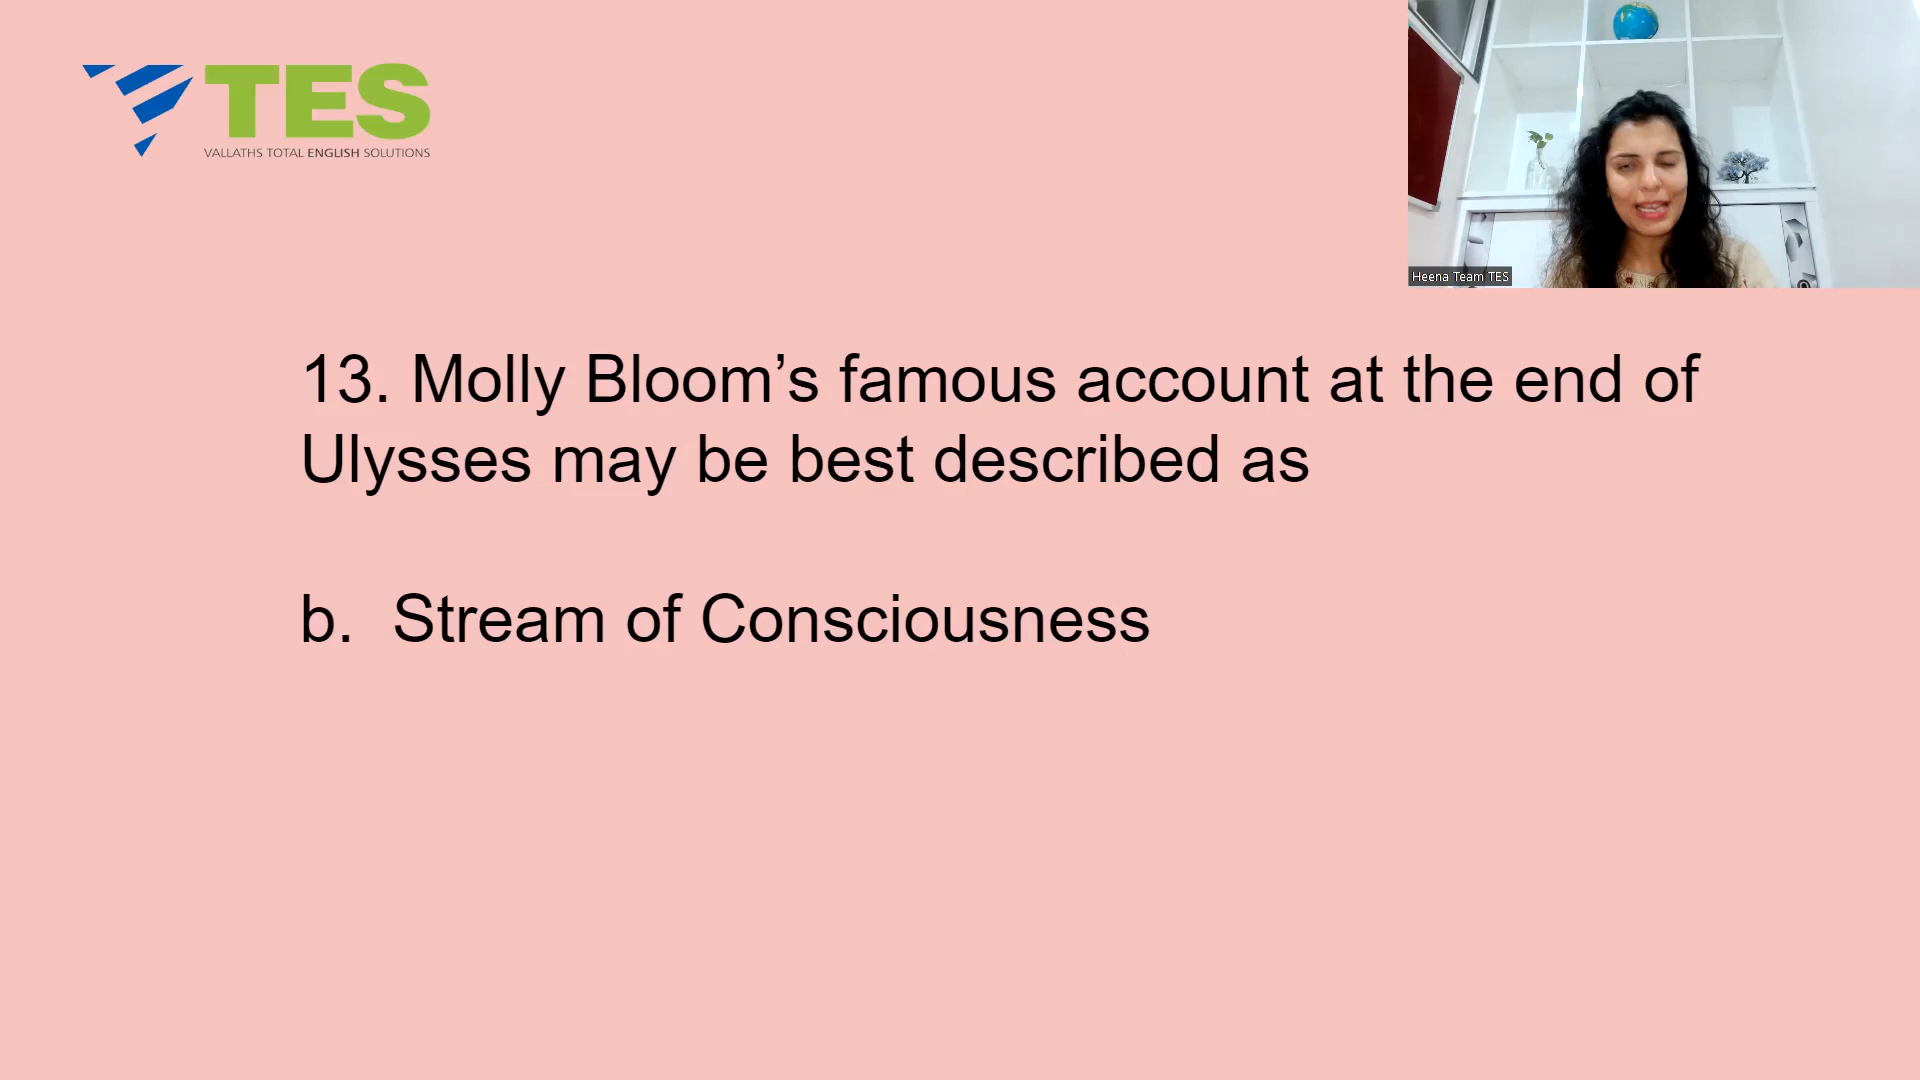 TES
VALLATHS TOTAL ENGLISH SOLUTIONS
Heena Team TES
13. Molly Bloom’s famous account at the end of
Ulysses may be best described as
b. Stream of Consciousness